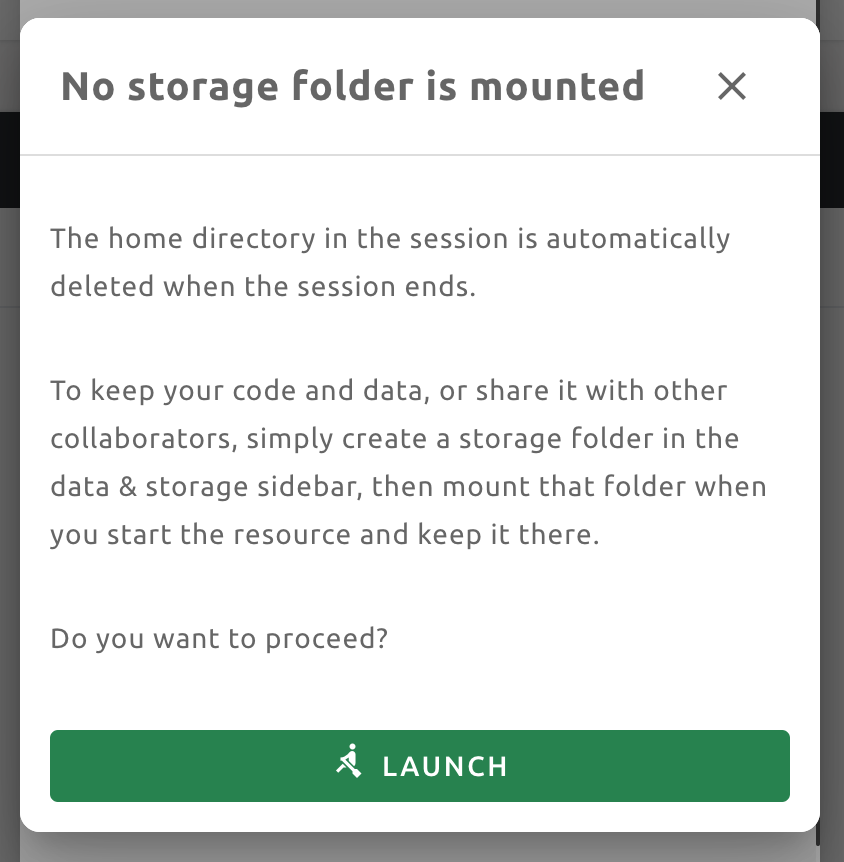 No storage folder is mounted
The home directory in the session is automatically
deleted when the session ends.
To keep your code and data, or share it with other
collaborators, simply create a storage folder in the
data & storage sidebar, then mount that folder when
you start the resource and keep it there.
Do you want to proceed?
LAUNCH